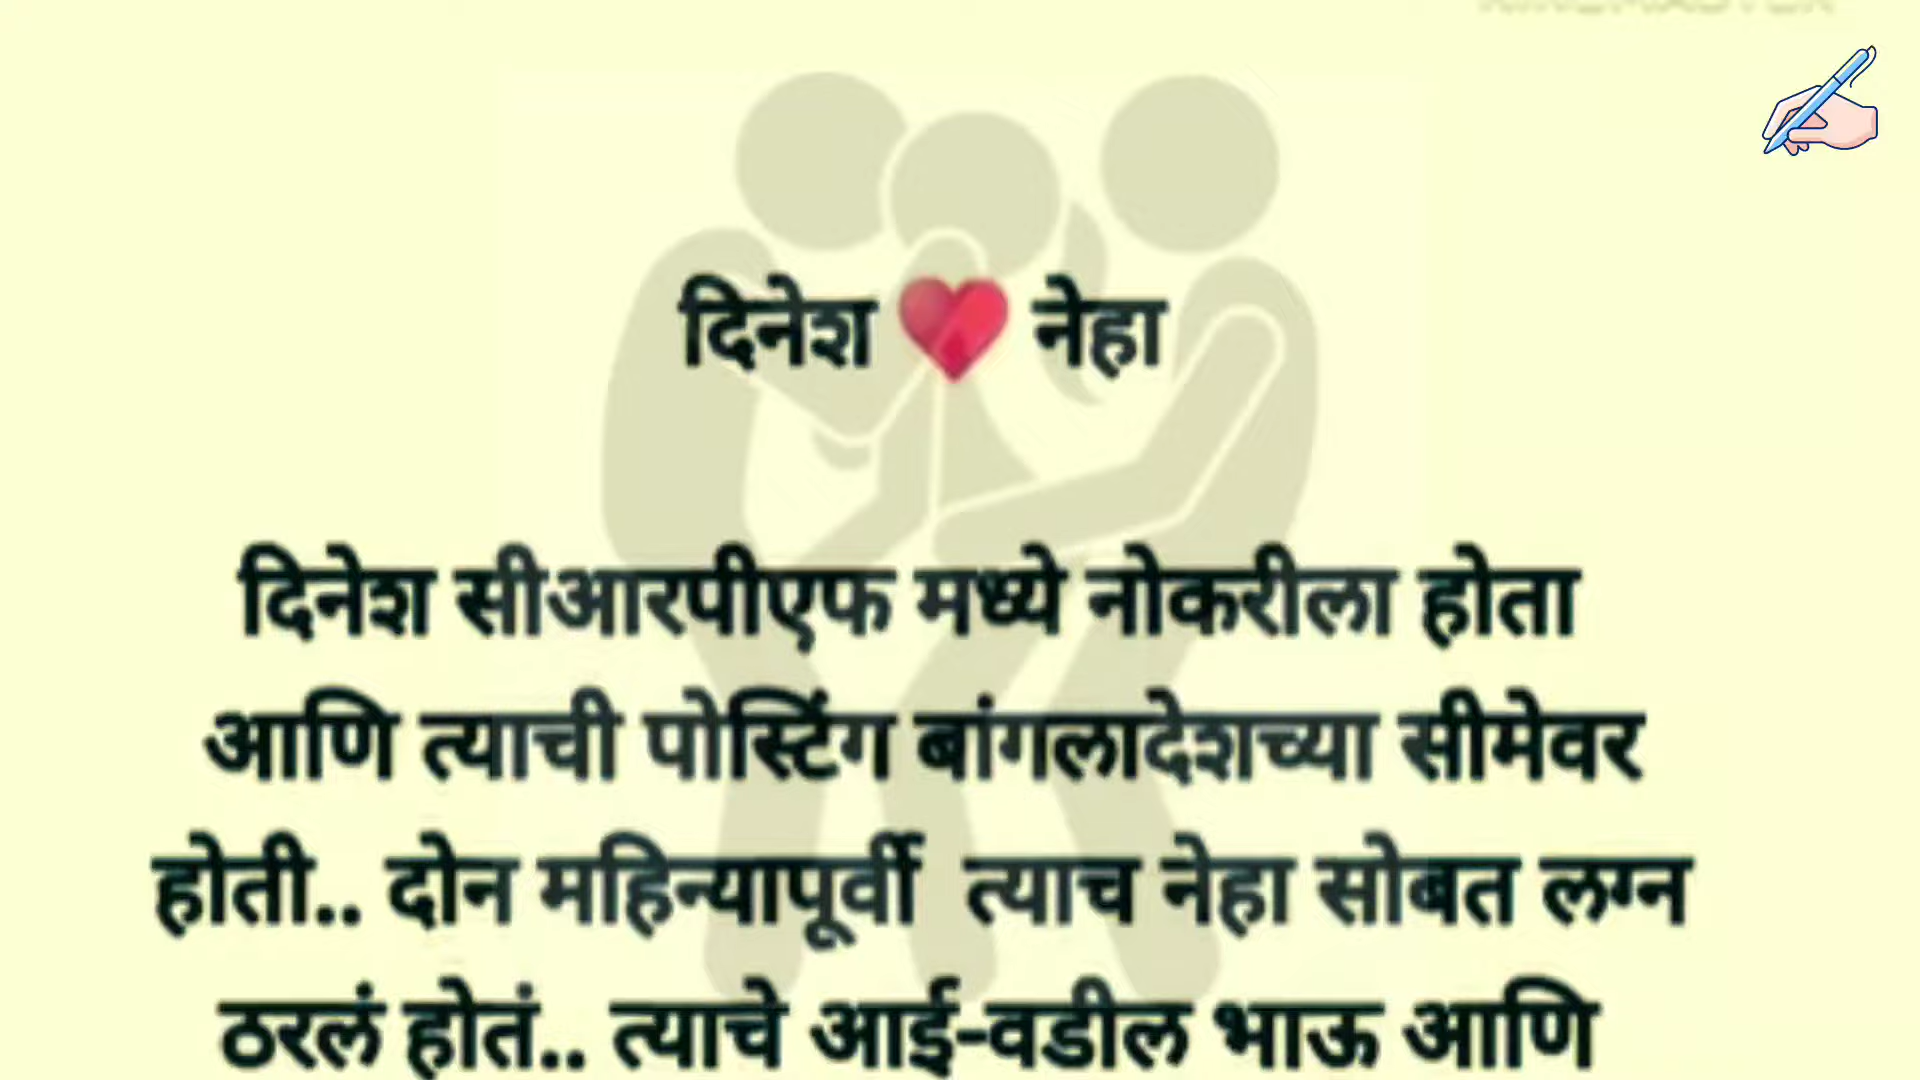 दिनेश ❤️ नेहा
दिनेश सीआरपीएफ मध्ये नोकरीला होता
आणि त्याची पोस्टिंग बांगलादेशच्या सीमेवर
होती.. दोन महिन्यापूर्वी त्याच नेहा सोबत लग्न
ठरलं होतं.. त्याचे आई-वडील भाऊ आणि